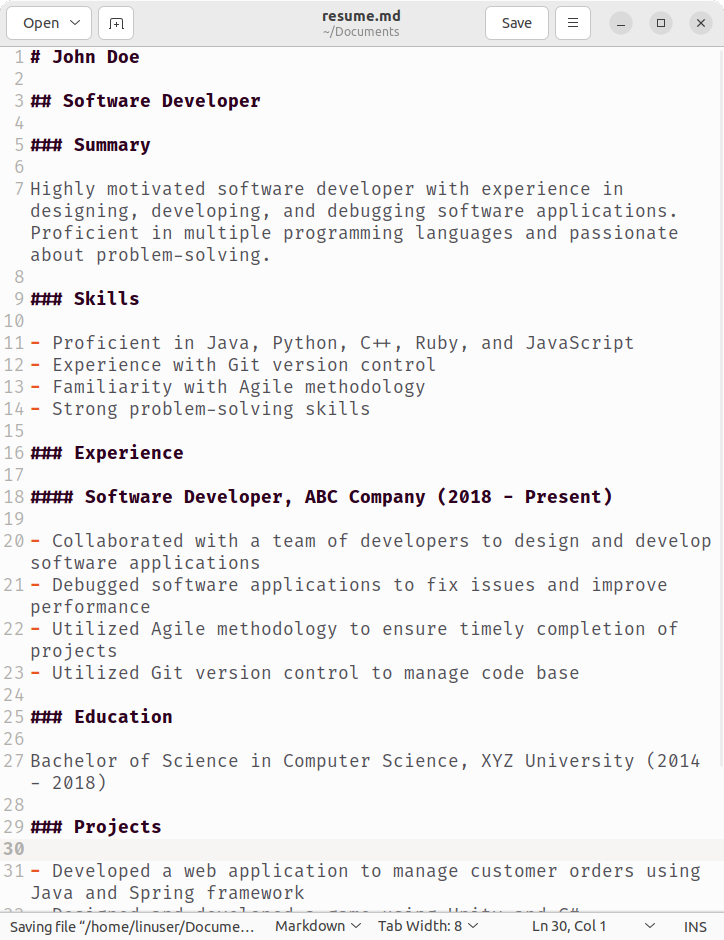 Open
resume.md
~/Documents
Save
1 # John Doe
2
3 ## Software Developer
4
5 ### Summary
6
7 Highly motivated software developer with experience in
designing, developing, and debugging software applications.
Proficient in multiple programming languages and passionate
about problem-solving.
8
9 ### Skills
10
11 - Proficient in Java, Python, C++, Ruby, and JavaScript
12 - Experience with Git version control
13 - Familiarity with Agile methodology
14 - Strong problem-solving skills
15
16 ### Experience
17
18 #### Software Developer, ABC Company (2018 - Present)
19
20 - Collaborated with a team of developers to design and develop
software applications
21 - Debugged software applications to fix issues and improve
performance
22 - Utilized Agile methodology to ensure timely completion of
projects
23 - Utilized Git version control to manage code base
24
25 ### Education
26
27 Bachelor of Science in Computer Science, XYZ University (2014
- 2018)
28
29 ### Projects
30
31 - Developed a web application to manage customer orders using
Java and Spring framework
32 - Designed and developed a game using Unity and C#
Saving file “/home/linuser/Docume… Markdown Tab Width: 8 Ln 30, Col 1 INS